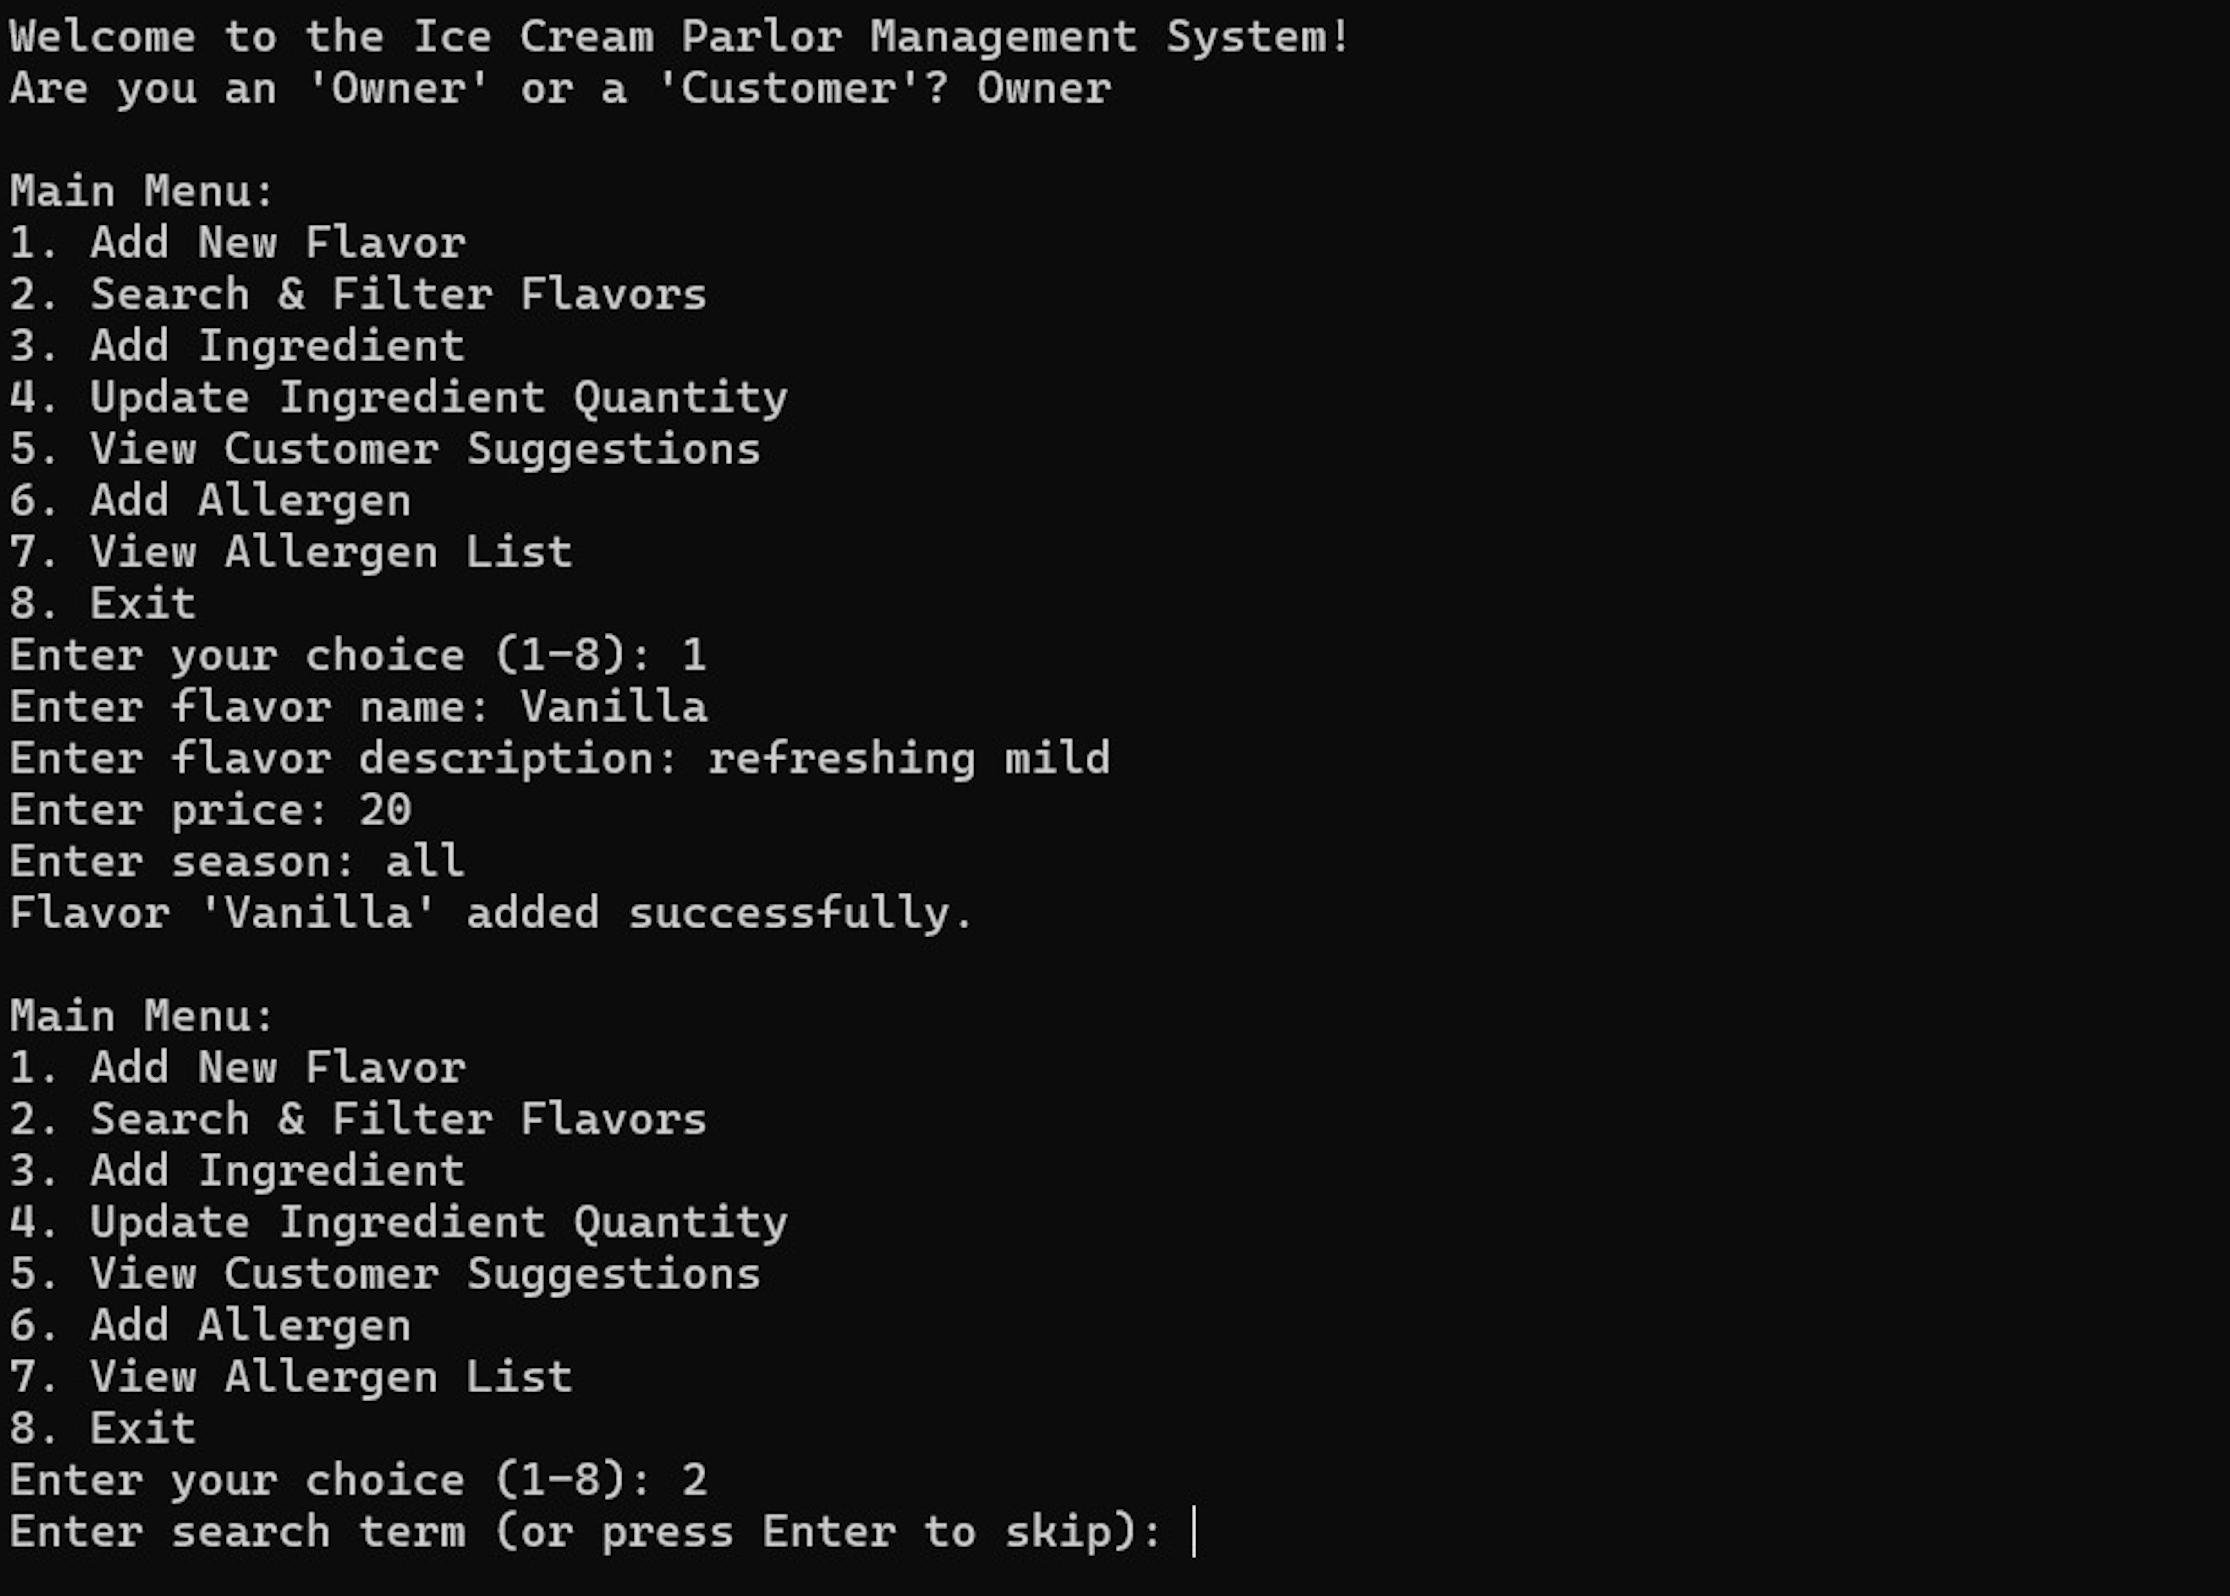 Welcome to the Ice Cream Parlor Management System!
Are you an 'Owner' or a 'Customer'? Owner
Main Menu:
1. Add New Flavor
2. Search & Filter Flavors
3. Add Ingredient
4. Update Ingredient Quantity
5. View Customer Suggestions
6. Add Allergen
7. View Allergen List
8. Exit
Enter your choice (1-8): 1
Enter flavor name: Vanilla
Enter flavor description: refreshing mild
Enter price: 20
Enter season: all
Flavor 'Vanilla' added successfully.
Main Menu:
1. Add New Flavor
2. Search & Filter Flavors
3. Add Ingredient
4. Update Ingredient Quantity
5. View Customer Suggestions
6. Add Allergen
7. View Allergen List
8. Exit
Enter your choice (1-8): 2
Enter search term (or press Enter to skip):